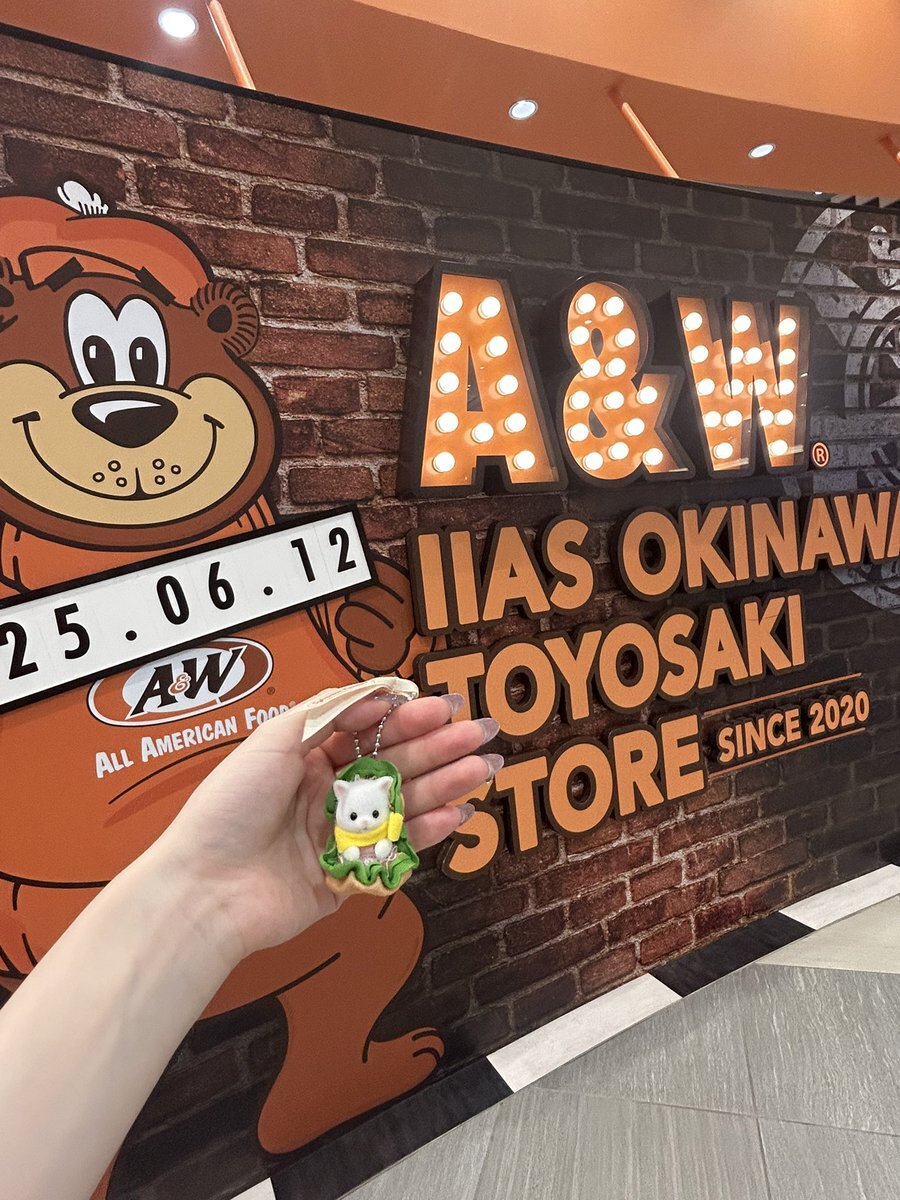 A&W®
IIAS OKINAWA
TOYOSAKI
STORE SINCE 2020
25.06.12
A&W®
ALL AMERICAN FOOD